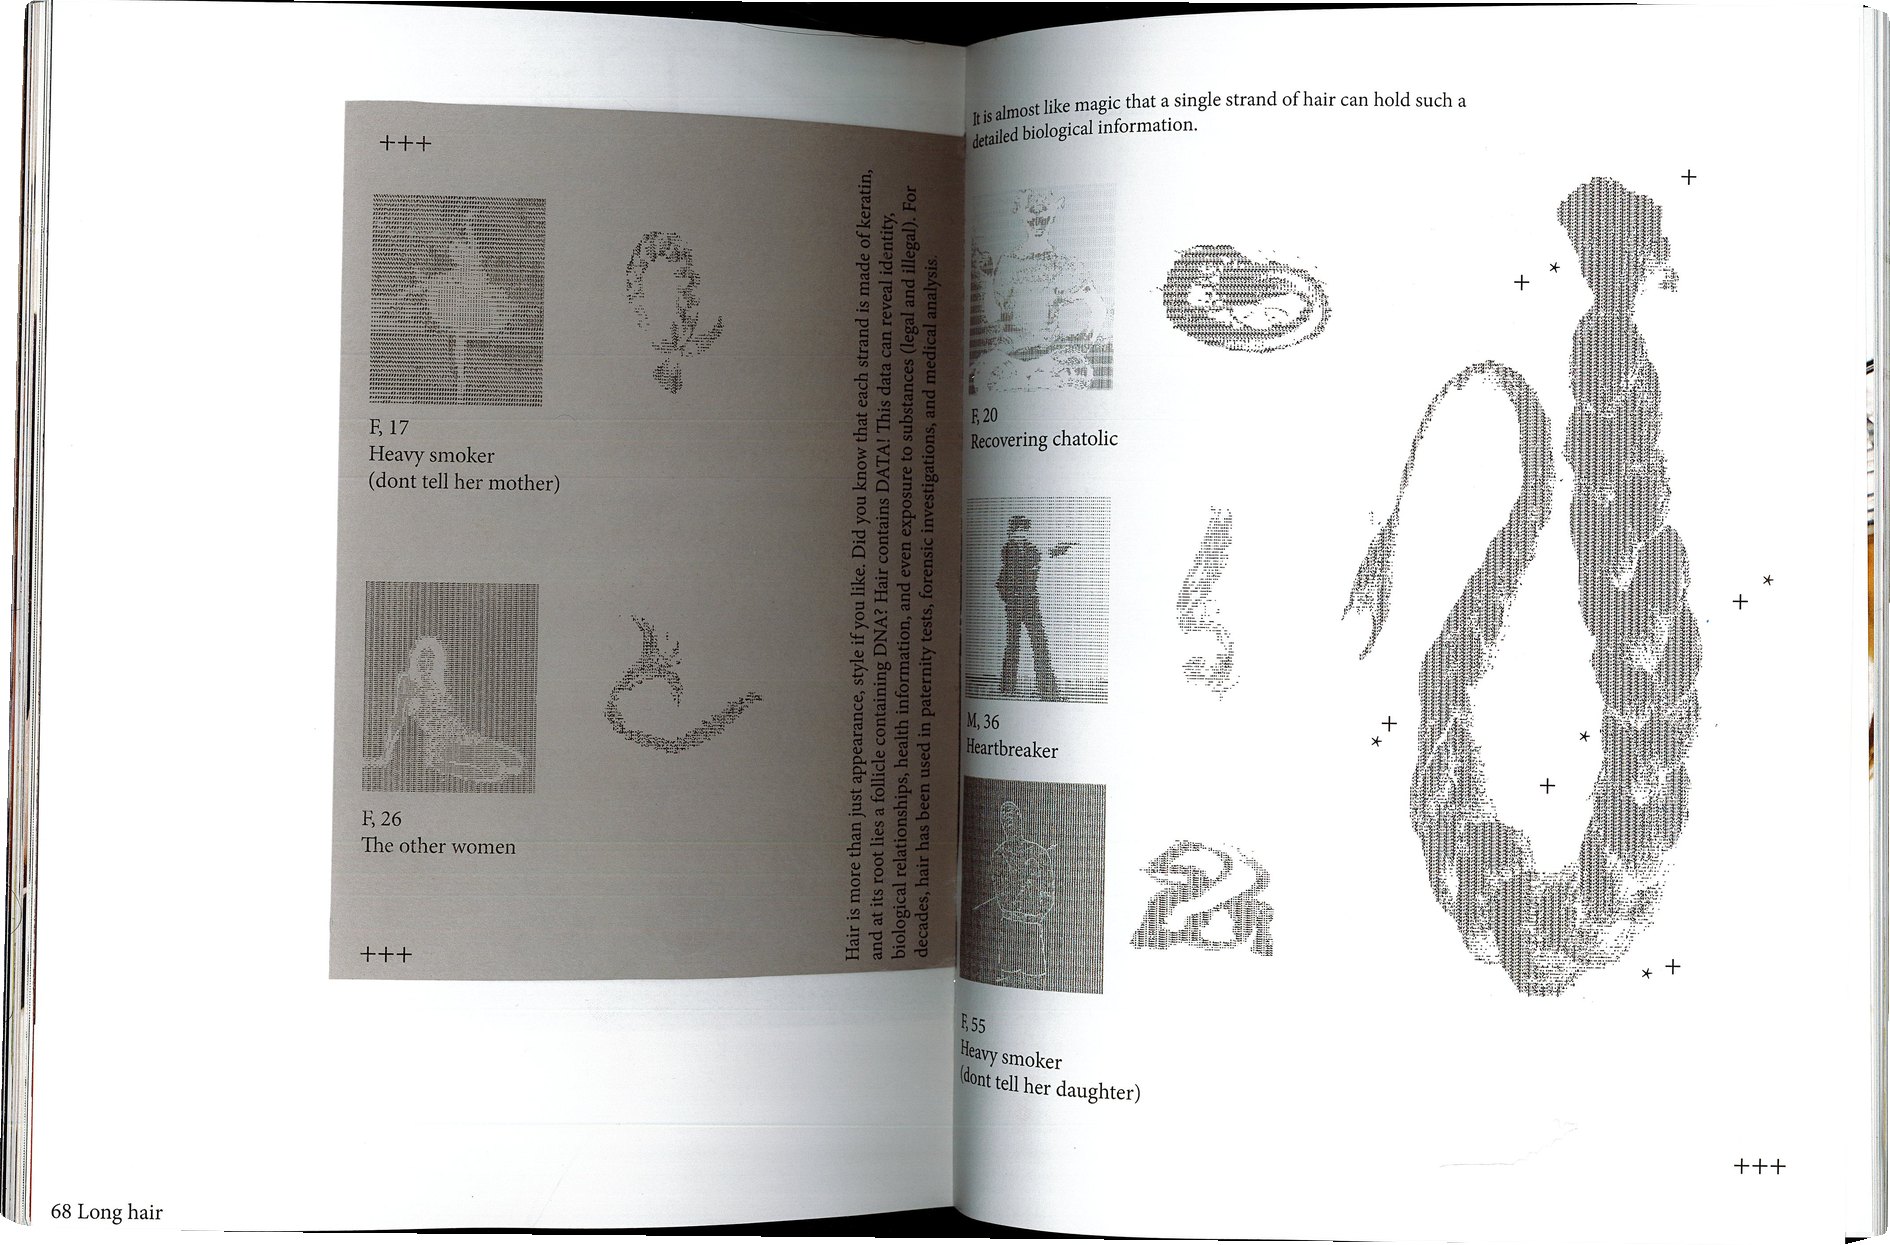 +++
F, 17
Heavy smoker
(dont tell her mother)
F, 26
The other women
+++
Hair is more than just appearance, style if you like. Did you know that each strand is made of keratin,
and at its root lies a follicle containing DNA? Hair contains DATA! This data can reveal identity,
biological relationships, health information, and even exposure to substances (legal and illegal). For
decades, hair has been used in paternity tests, forensic investigations, and medical analysis.
68 Long hair
It is almost like magic that a single strand of hair can hold such a
detailed biological information.
F, 20
Recovering chatolic
M, 36
Heartbreaker
F, 55
Heavy smoker
(dont tell her daughter)
+
+ *
*
+
+
*
*
+
* +
+++